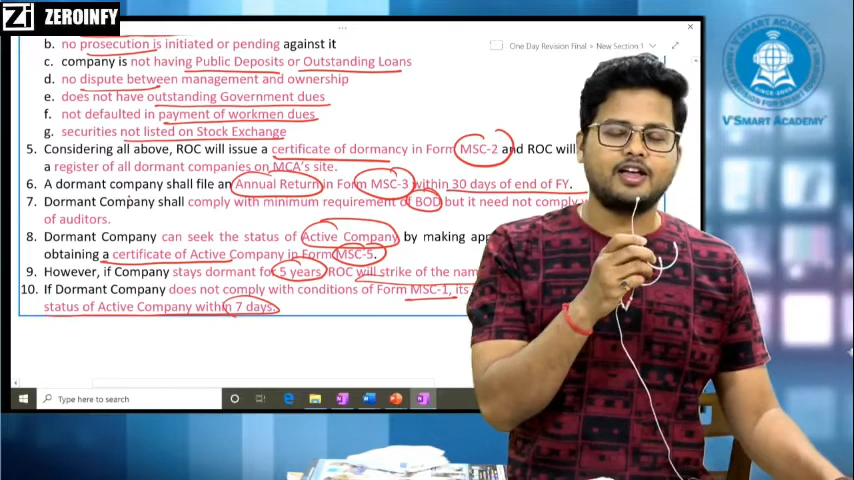 Zi ZEROINFY
One Day Revision Final > New Section 1
b. no prosecution is initiated or pending against it
c. company is not having Public Deposits or Outstanding Loans
d. no dispute between management and ownership
e. does not have outstanding Government dues
f. not defaulted in payment of workmen dues
g. securities not listed on Stock Exchange
5. Considering all above, ROC will issue a certificate of dormancy in Form MSC-2 and ROC will
a register of all dormant companies on MCA's site.
6. A dormant company shall file an Annual Return in Form MSC-3 within 30 days of end of FY.
7. Dormant Company shall comply with minimum requirement of BOD but it need not comply
of auditors.
8. Dormant Company can seek the status of Active Company by making
obtaining a certificate of Active Company in Form MSC-5.
9. However, if Company stays dormant for 5 years, ROC will strike of the
10. If Dormant Company does not comply with conditions of Form MSC-1, its
status of Active Company within 7 days.
Type here to search
V'SMART ACADEMY